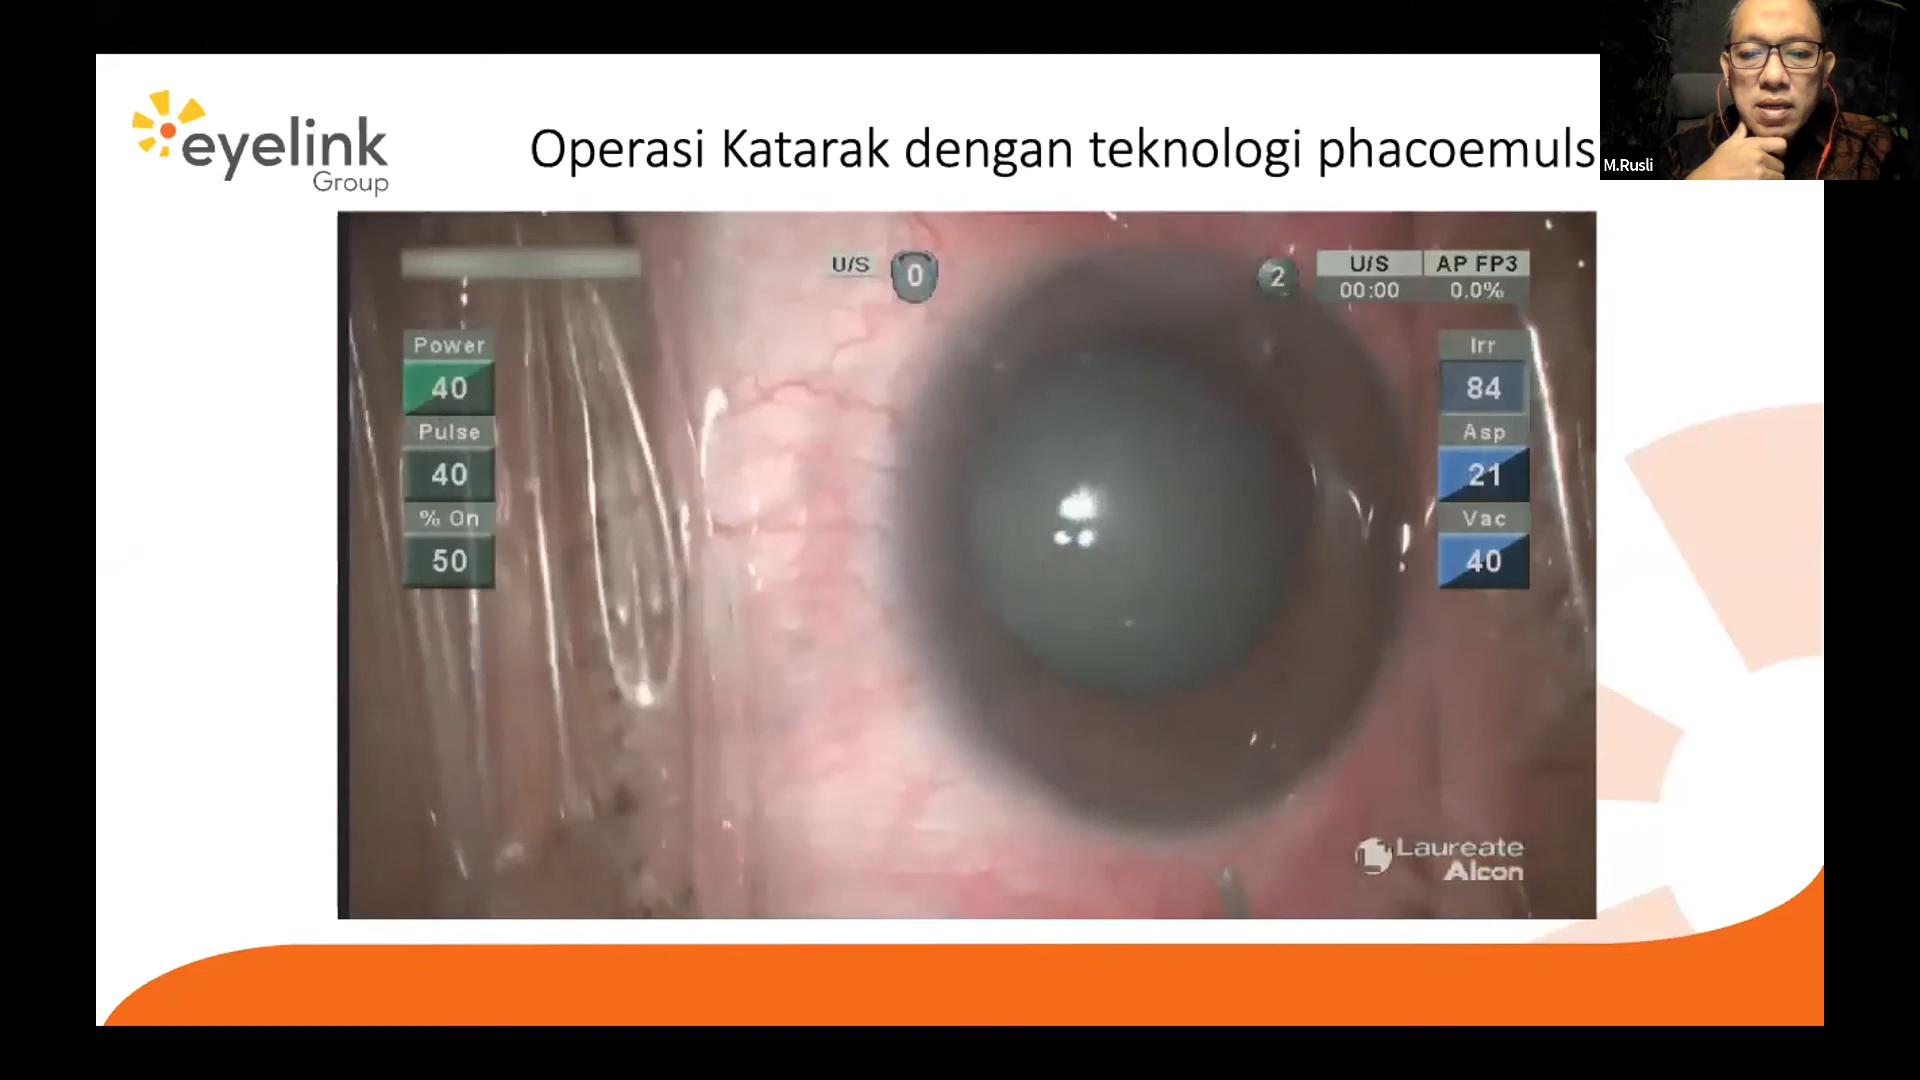 eyelink
Group
Operasi Katarak dengan teknologi phacoemuls
M.Rusli
U/S 0
2
U/S AP FP3
00:00 0.0%
Power
40
Pulse
40
% On
50
Irr
84
Asp
21
Vac
40
Laureate
Alcon